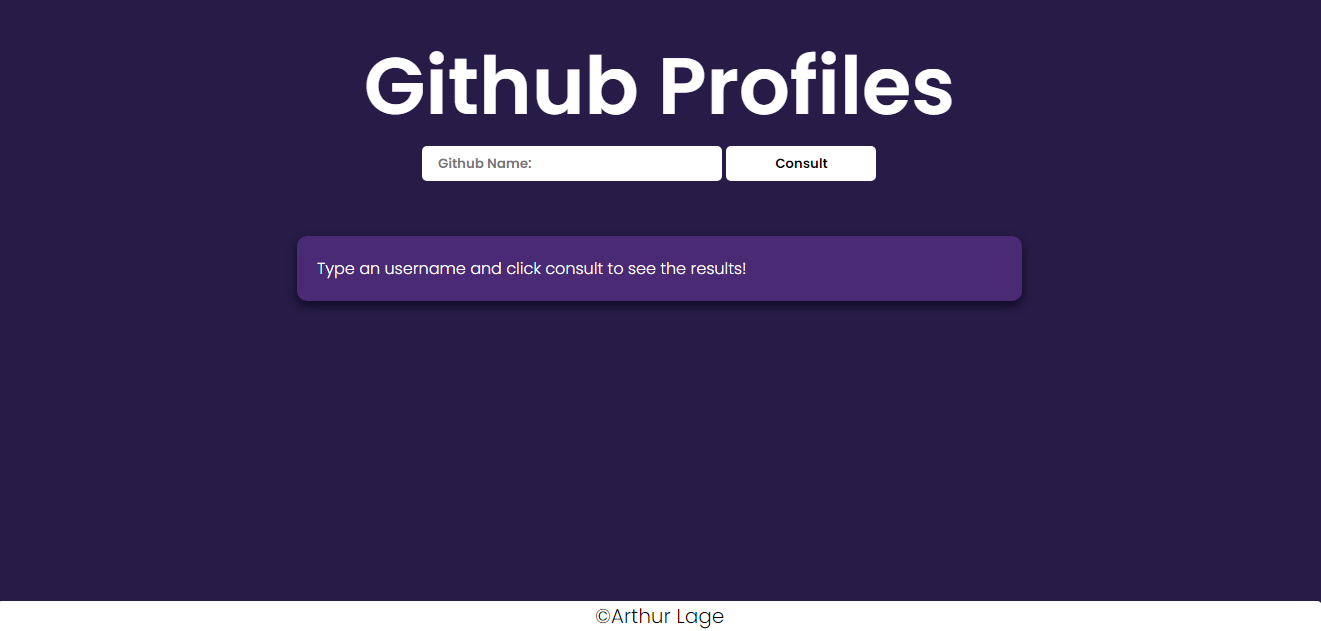 Github Profiles
Github Name:
Consult
Type an username and click consult to see the results!
©Arthur Lage